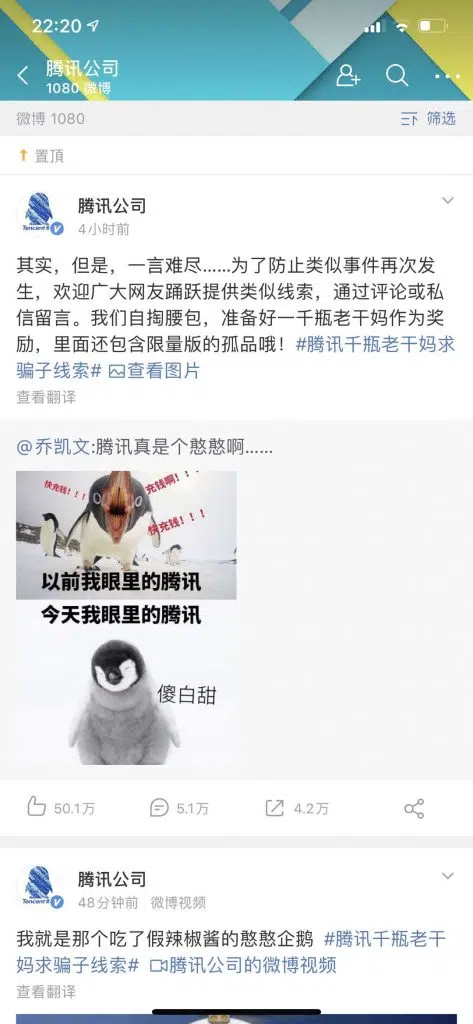 22:20
腾讯公司
1080 微博
微博 1080
筛选
置頂
腾讯公司
4小时前
其实，但是，一言难尽……为了防止类似事件再次发
生，欢迎广大网友踊跃提供类似线索，通过评论或私
信留言。我们自掏腰包，准备好一千瓶老干妈作为奖
励，里面还包含限量版的孤品哦！#腾讯千瓶老干妈求
骗子线索# 查看图片
查看翻译
@乔凯文:腾讯真是个憨憨啊……
快充钱！！！
充钱啊！！！
快充钱！！！
以前我眼里的腾讯
今天我眼里的腾讯
傻白甜
50.1万
5.1万
4.2万
Tencent
腾讯公司
48分钟前 微博视频
我就是那个吃了假辣椒酱的憨憨企鹅 #腾讯千瓶老干
妈求骗子线索# 腾讯公司的微博视频
查看翻译